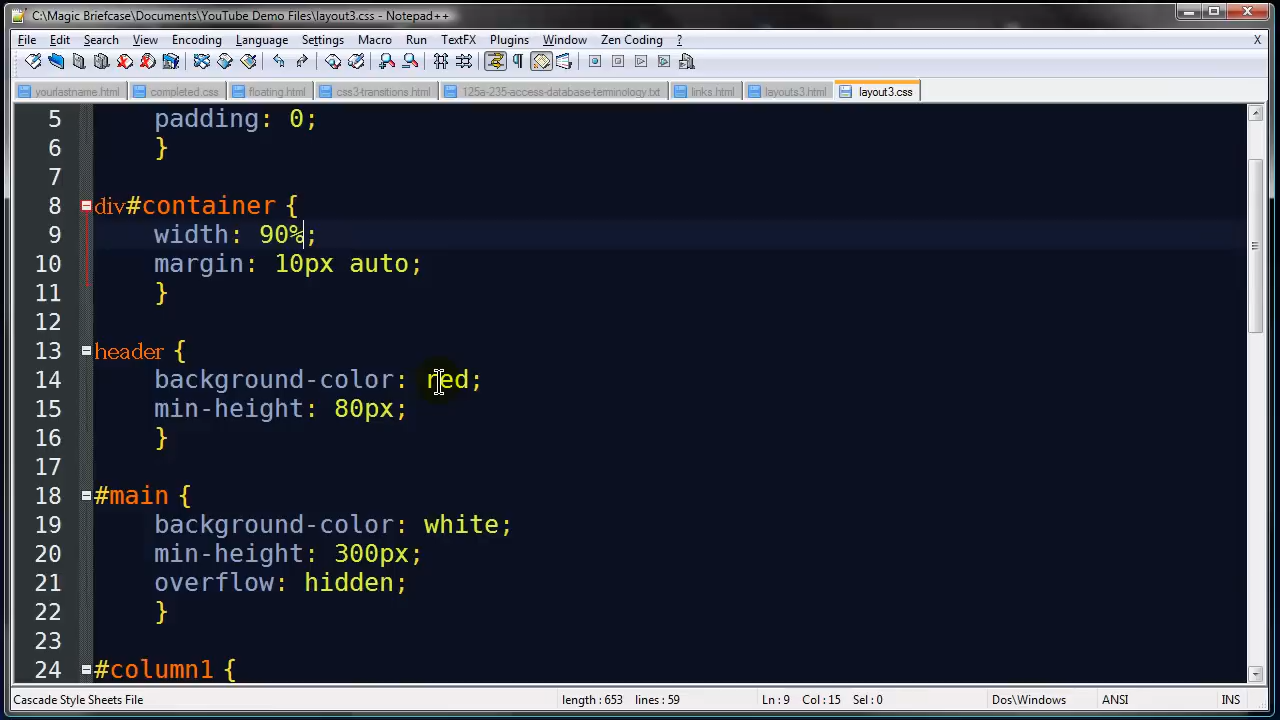 C:\Magic Briefcase\Documents\YouTube Demo Files\layout3.css - Notepad++
File Edit Search View Encoding Language Settings Macro Run TextFX Plugins Window Zen Coding ? X
yourlastname.html completed.css floating.html css3-transitions.html 125a-235-access-database-terminology.txt links.html layouts3.html layout3.css
5 padding: 0;
6 }
7
8 div#container {
9 width: 90%;
10 margin: 10px auto;
11 }
12
13 header {
14 background-color: red;
15 min-height: 80px;
16 }
17
18 #main {
19 background-color: white;
20 min-height: 300px;
21 overflow: hidden;
22 }
23
24 #column1 {
Cascade Style Sheets File length : 653 lines : 59 Ln : 9 Col : 15 Sel : 0 Dos\Windows ANSI INS